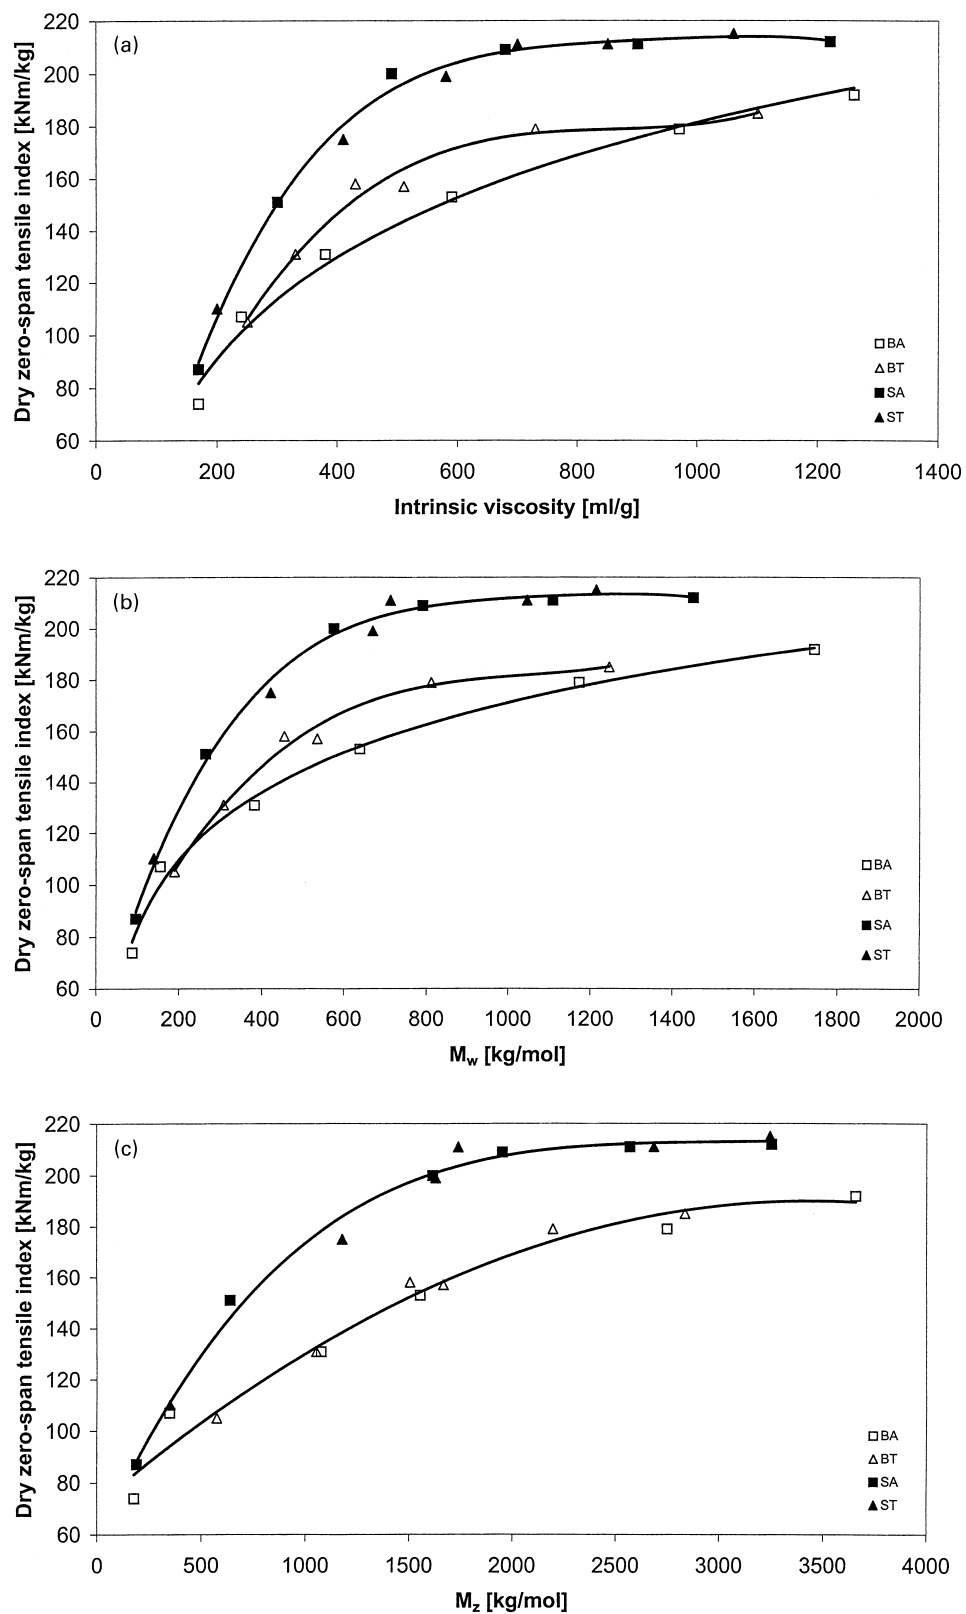 (a)
Dry zero-span tensile index [kNm/kg]
220
200
180
160
140
120
100
80
60
BA
BT
SA
ST
0 200 400 600 800 1000 1200 1400
Intrinsic viscosity [ml/g]
(b)
Dry zero-span tensile index [kNm/kg]
220
200
180
160
140
120
100
80
60
BA
BT
SA
ST
0 200 400 600 800 1000 1200 1400 1600 1800 2000
Mw [kg/mol]
(c)
Dry zero-span tensile index [kNm/kg]
220
200
180
160
140
120
100
80
60
BA
BT
SA
ST
0 500 1000 1500 2000 2500 3000 3500 4000
Mz [kg/mol]